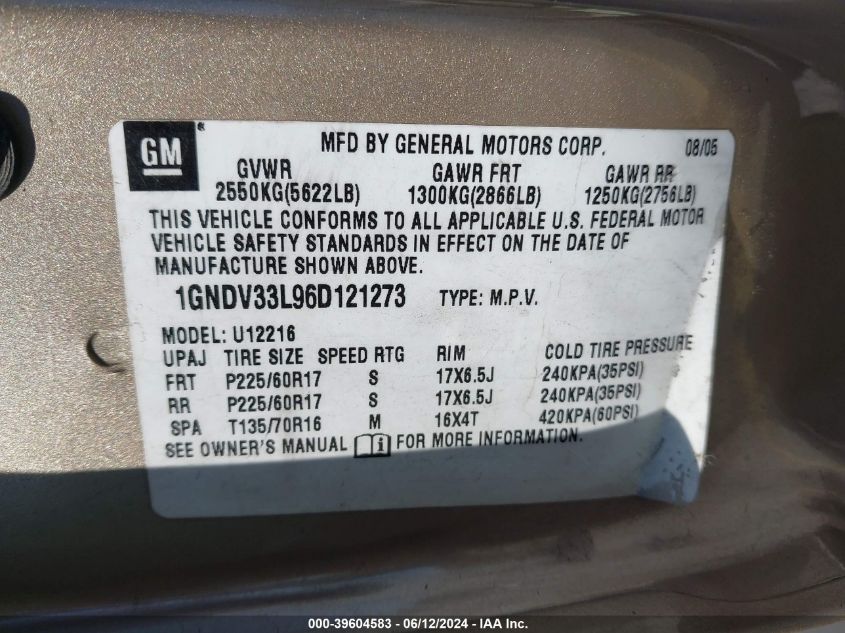 GM ® MFD BY GENERAL MOTORS CORP. 08/05
GVWR GAWR FRT GAWR RR
2550KG(5622LB) 1300KG(2866LB) 1250KG(2756LB)
THIS VEHICLE CONFORMS TO ALL APPLICABLE U.S. FEDERAL MOTOR
VEHICLE SAFETY STANDARDS IN EFFECT ON THE DATE OF
MANUFACTURE SHOWN ABOVE.
1GNDV33L96D121273 TYPE: M.P.V.
MODEL: U12216
UPAJ TIRE SIZE SPEED RTG RIM COLD TIRE PRESSURE
FRT P225/60R17 S 17X6.5J 240KPA(35PSI)
RR P225/60R17 S 17X6.5J 240KPA(35PSI)
SPA T135/70R16 M 16X4T 420KPA(60PSI)
SEE OWNER'S MANUAL i FOR MORE INFORMATION.
000-39604583 - 06/12/2024 - IAA Inc.